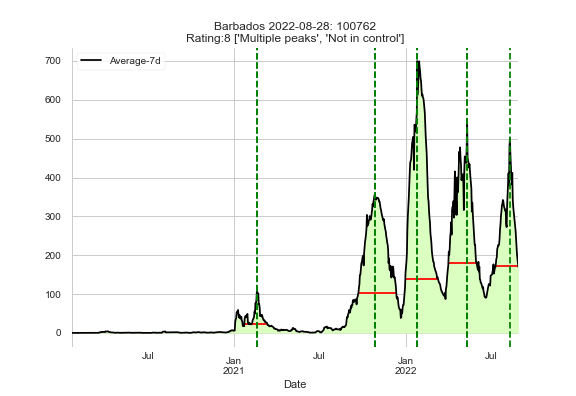 Barbados 2022-08-28: 100762
Rating:8 ['Multiple peaks', 'Not in control']
Average-7d
700
600
500
400
300
200
100
0
Jul
Jan
2021
Jul
Jan
2022
Jul
Date